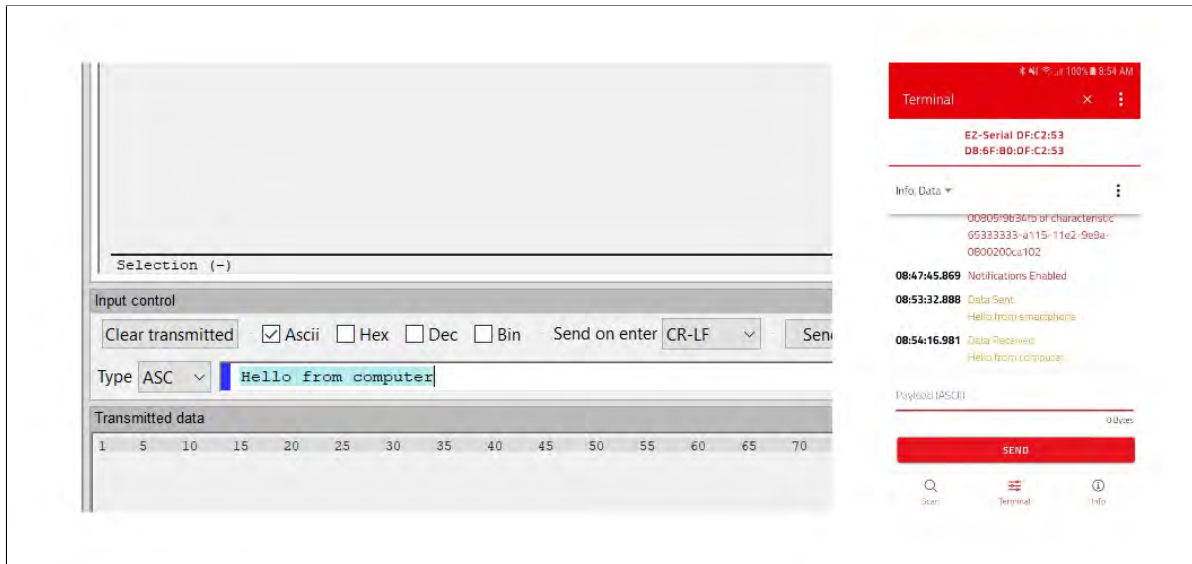 Selection (-)
Input control
Clear transmitted Ascii Hex Dec Bin Send on enter CR-LF Sen
Type ASC Hello from computer
Transmitted data
1 5 10 15 20 25 30 35 40 45 50 55 60 65 70
100% 8:54 AM
Terminal
EZ-Serial DF:C2:53
DB:6F:B0:DF:C2:53
Info, Data
of characteristic
65333333-a115-11e2-9e9a-
0800200ca102
08:47:45.869 Notifications Enabled
08:53:32.888 Data Sent
Hello from smartphone
08:54:16.981 Data Received
Hello from computer
Payload (ASCII)
0 Bytes
SEND
Scan Terminal Info